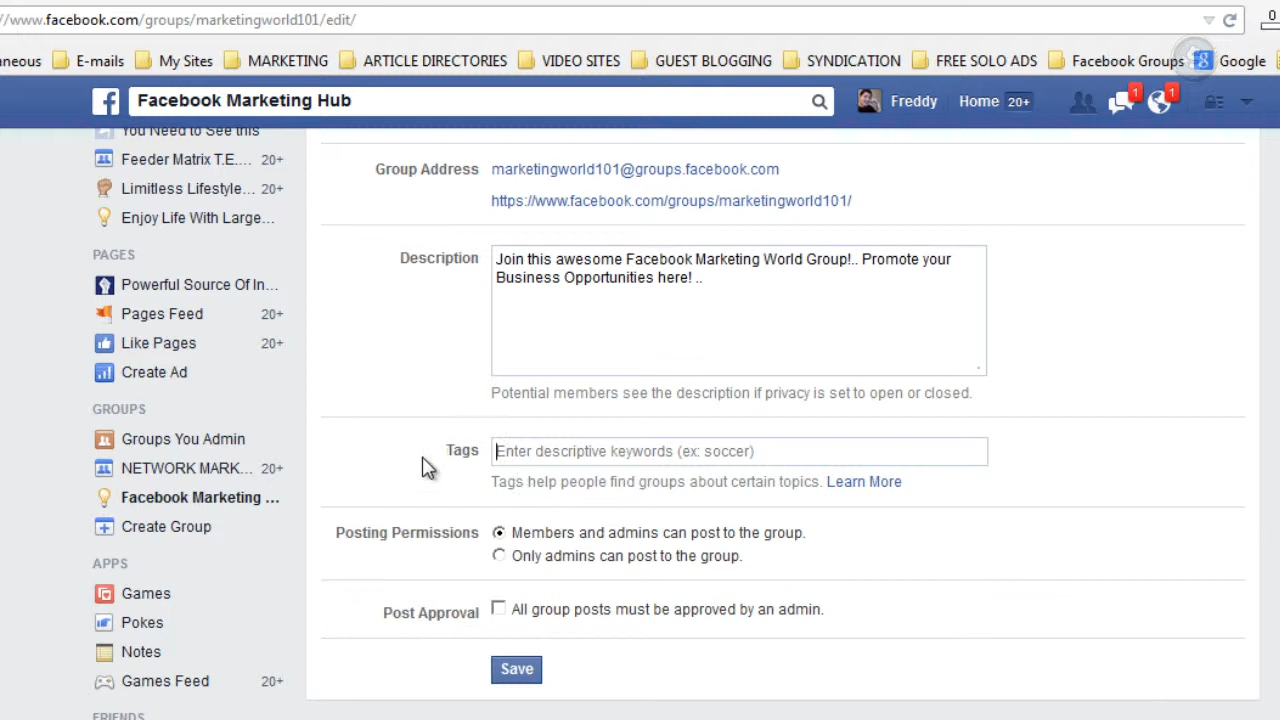 //www.facebook.com/groups/marketingworld101/edit/
0
neous E-mails My Sites MARKETING ARTICLE DIRECTORIES VIDEO SITES GUEST BLOGGING SYNDICATION FREE SOLO ADS Facebook Groups Google
Facebook Marketing Hub Freddy Home 20+ 1 1
You Need to See this
Feeder Matrix T.E.... 20+
Limitless Lifestyle... 20+
Enjoy Life With Large...
PAGES
Powerful Source Of In...
Pages Feed 20+
Like Pages 20+
Create Ad
GROUPS
Groups You Admin
NETWORK MARK... 20+
Facebook Marketing ...
Create Group
APPS
Games
Pokes
Notes
Games Feed 20+
FRIENDS
Group Address marketingworld101@groups.facebook.com
https://www.facebook.com/groups/marketingworld101/
Description Join this awesome Facebook Marketing World Group!.. Promote your
Business Opportunities here! ..
Potential members see the description if privacy is set to open or closed.
Tags Enter descriptive keywords (ex: soccer)
Tags help people find groups about certain topics. Learn More
Posting Permissions Members and admins can post to the group.
Only admins can post to the group.
Post Approval All group posts must be approved by an admin.
Save